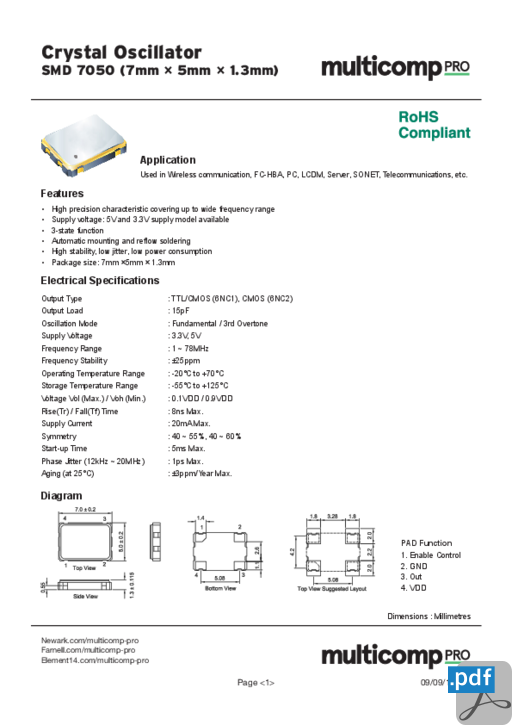 Crystal Oscillator
SMD 7050 (7mm × 5mm × 1.3mm)
multicomp PRO
RoHS
Compliant
Application
Used in Wireless communication, FC-HBA, PC, LCDM, Server, SONET, Telecommunications, etc.
Features
• High precision characteristic covering up to wide frequency range
• Supply voltage: 5V and 3.3V supply model available
• 3-state function
• Automatic mounting and reflow soldering
• High stability, low jitter, low power consumption
• Package size: 7mm ×5mm × 1.3mm
Electrical Specifications
Output Type : TTL/CMOS (6NC1), CMOS (6NC2)
Output Load : 15pF
Oscillation Mode : Fundamental / 3rd Overtone
Supply Voltage : 3.3V, 5V
Frequency Range : 1 ~ 78MHz
Frequency Stability : ±25ppm
Operating Temperature Range : -20°C to +70°C
Storage Temperature Range : -55°C to +125°C
Voltage Vol (Max.) / Voh (Min.) : 0.1VDD / 0.9VDD
Rise(Tr) / Fall(Tf) Time : 8ns Max.
Supply Current : 20mA Max.
Symmetry : 40 ~ 55%, 40 ~ 60%
Start-up Time : 5ms Max.
Phase Jitter (12kHz ~ 20MHz) : 1ps Max.
Aging (at 25°C) : ±3ppm/Year Max.
Diagram
7.0 ± 0.2
4 3
5.0 ± 0.2
1 2
Top View
0.55
Side View
1.3 ± 0.119
1.4
1 2
2.6
1.1
4 3
5.08
Bottom View
1.8 3.28 1.8
4.2
2.0
2.2
2.0
5.08
Top View Suggested Layout
PAD Function
1. Enable Control
2. GND
3. Out
4. VDD
Dimensions : Millimetres
Newark.com/multicomp-pro
Farnell.com/multicomp-pro
Element14.com/multicomp-pro
multicomp PRO
Page <1>
09/09/1
.pdf